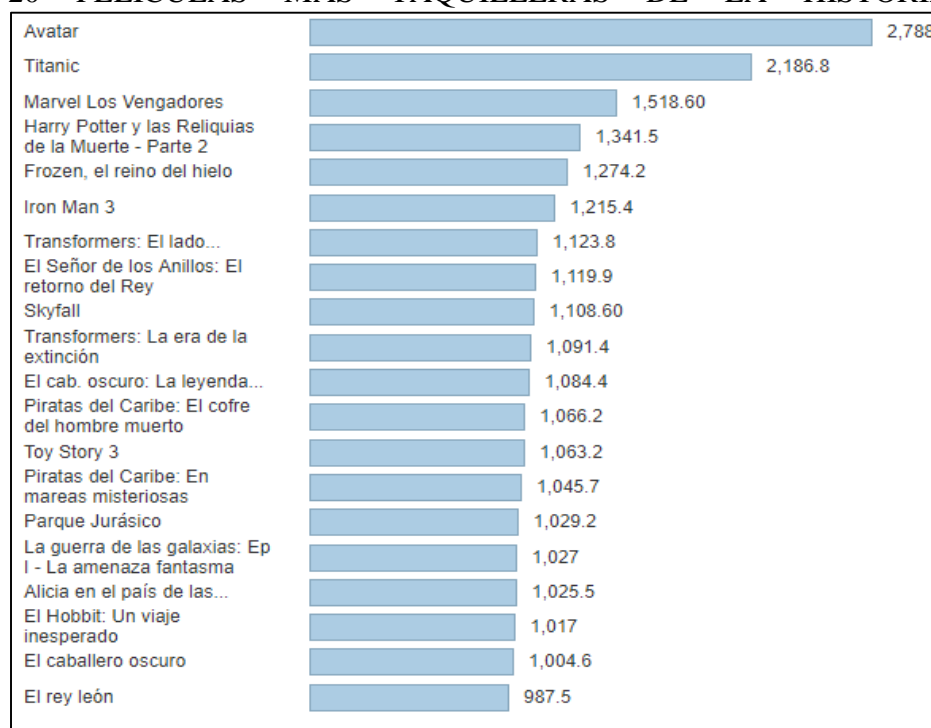 20 PELICULAS MAS TAQUILLERAS DE LA HISTORIA
Avatar 2,788
Titanic 2,186.8
Marvel Los Vengadores 1,518.60
Harry Potter y las Reliquias
de la Muerte - Parte 2 1,341.5
Frozen, el reino del hielo 1,274.2
Iron Man 3 1,215.4
Transformers: El lado... 1,123.8
El Señor de los Anillos: El
retorno del Rey 1,119.9
Skyfall 1,108.60
Transformers: La era de la
extinción 1,091.4
El cab. oscuro: La leyenda... 1,084.4
Piratas del Caribe: El cofre
del hombre muerto 1,066.2
Toy Story 3 1,063.2
Piratas del Caribe: En
mareas misteriosas 1,045.7
Parque Jurásico 1,029.2
La guerra de las galaxias: Ep
I - La amenaza fantasma 1,027
Alicia en el país de las... 1,025.5
El Hobbit: Un viaje
inesperado 1,017
El caballero oscuro 1,004.6
El rey león 987.5